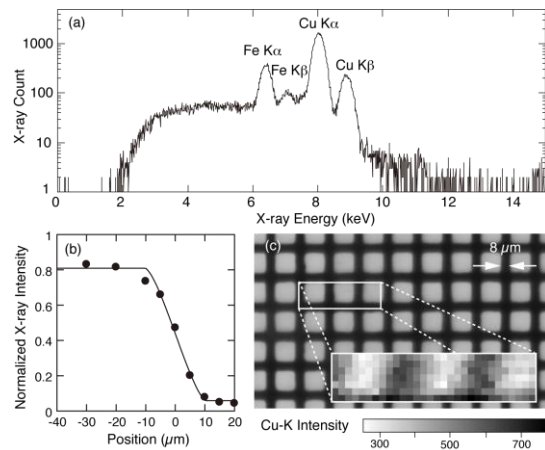 (a)
Cu Kα
Fe Kα
Fe Kβ
Cu Kβ
X-ray Count
1000
100
10
1
0 2 4 6 8 10 12 14
X-ray Energy (keV)
(b)
Normalized X-ray Intensity
1.0
0.8
0.6
0.4
0.2
0
-40 -30 -20 -10 0 10 20
Position (µm)
(c)
8 µm
Cu-K Intensity
300 500 700